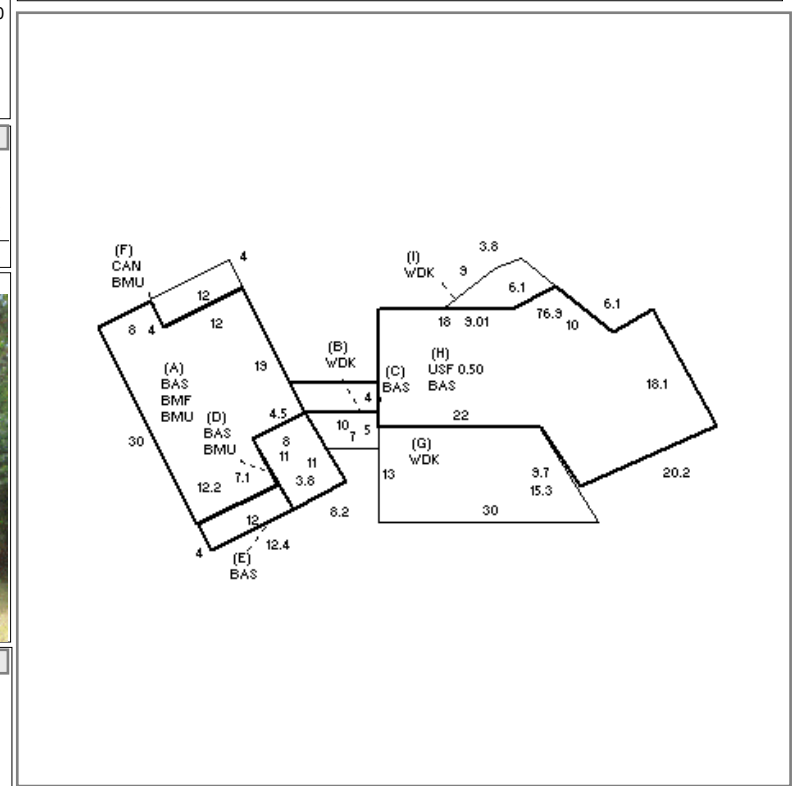 (F)
CAN
BMU
4
12
12
8 4
(A)
BAS
BMF
BMU
(D)
BAS
BMU
19
30
4.5
8
11
11
7.1
3.8
12.2
12
8.2
4
12.4
(E)
BAS
(B)
WDK
4
10
7
5
(C)
BAS
(I)
WDK
9
3.8
6.1
18 9.01
76.9
10
6.1
(H)
USF 0.50
BAS
18.1
22
(G)
WDK
13
9.7
15.3
20.2
30